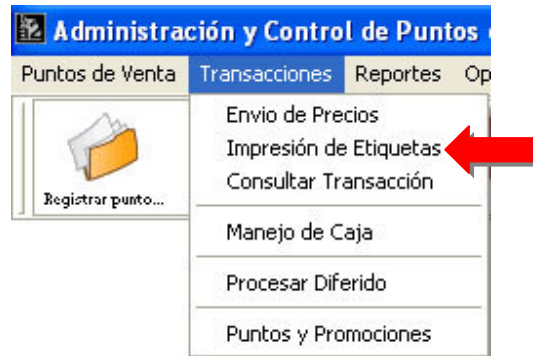 Administración y Control de Puntos
Puntos de Venta Transacciones Reportes Op
Envio de Precios
Impresión de Etiquetas
Consultar Transacción
Registrar punto...
Manejo de Caja
Procesar Diferido
Puntos y Promociones